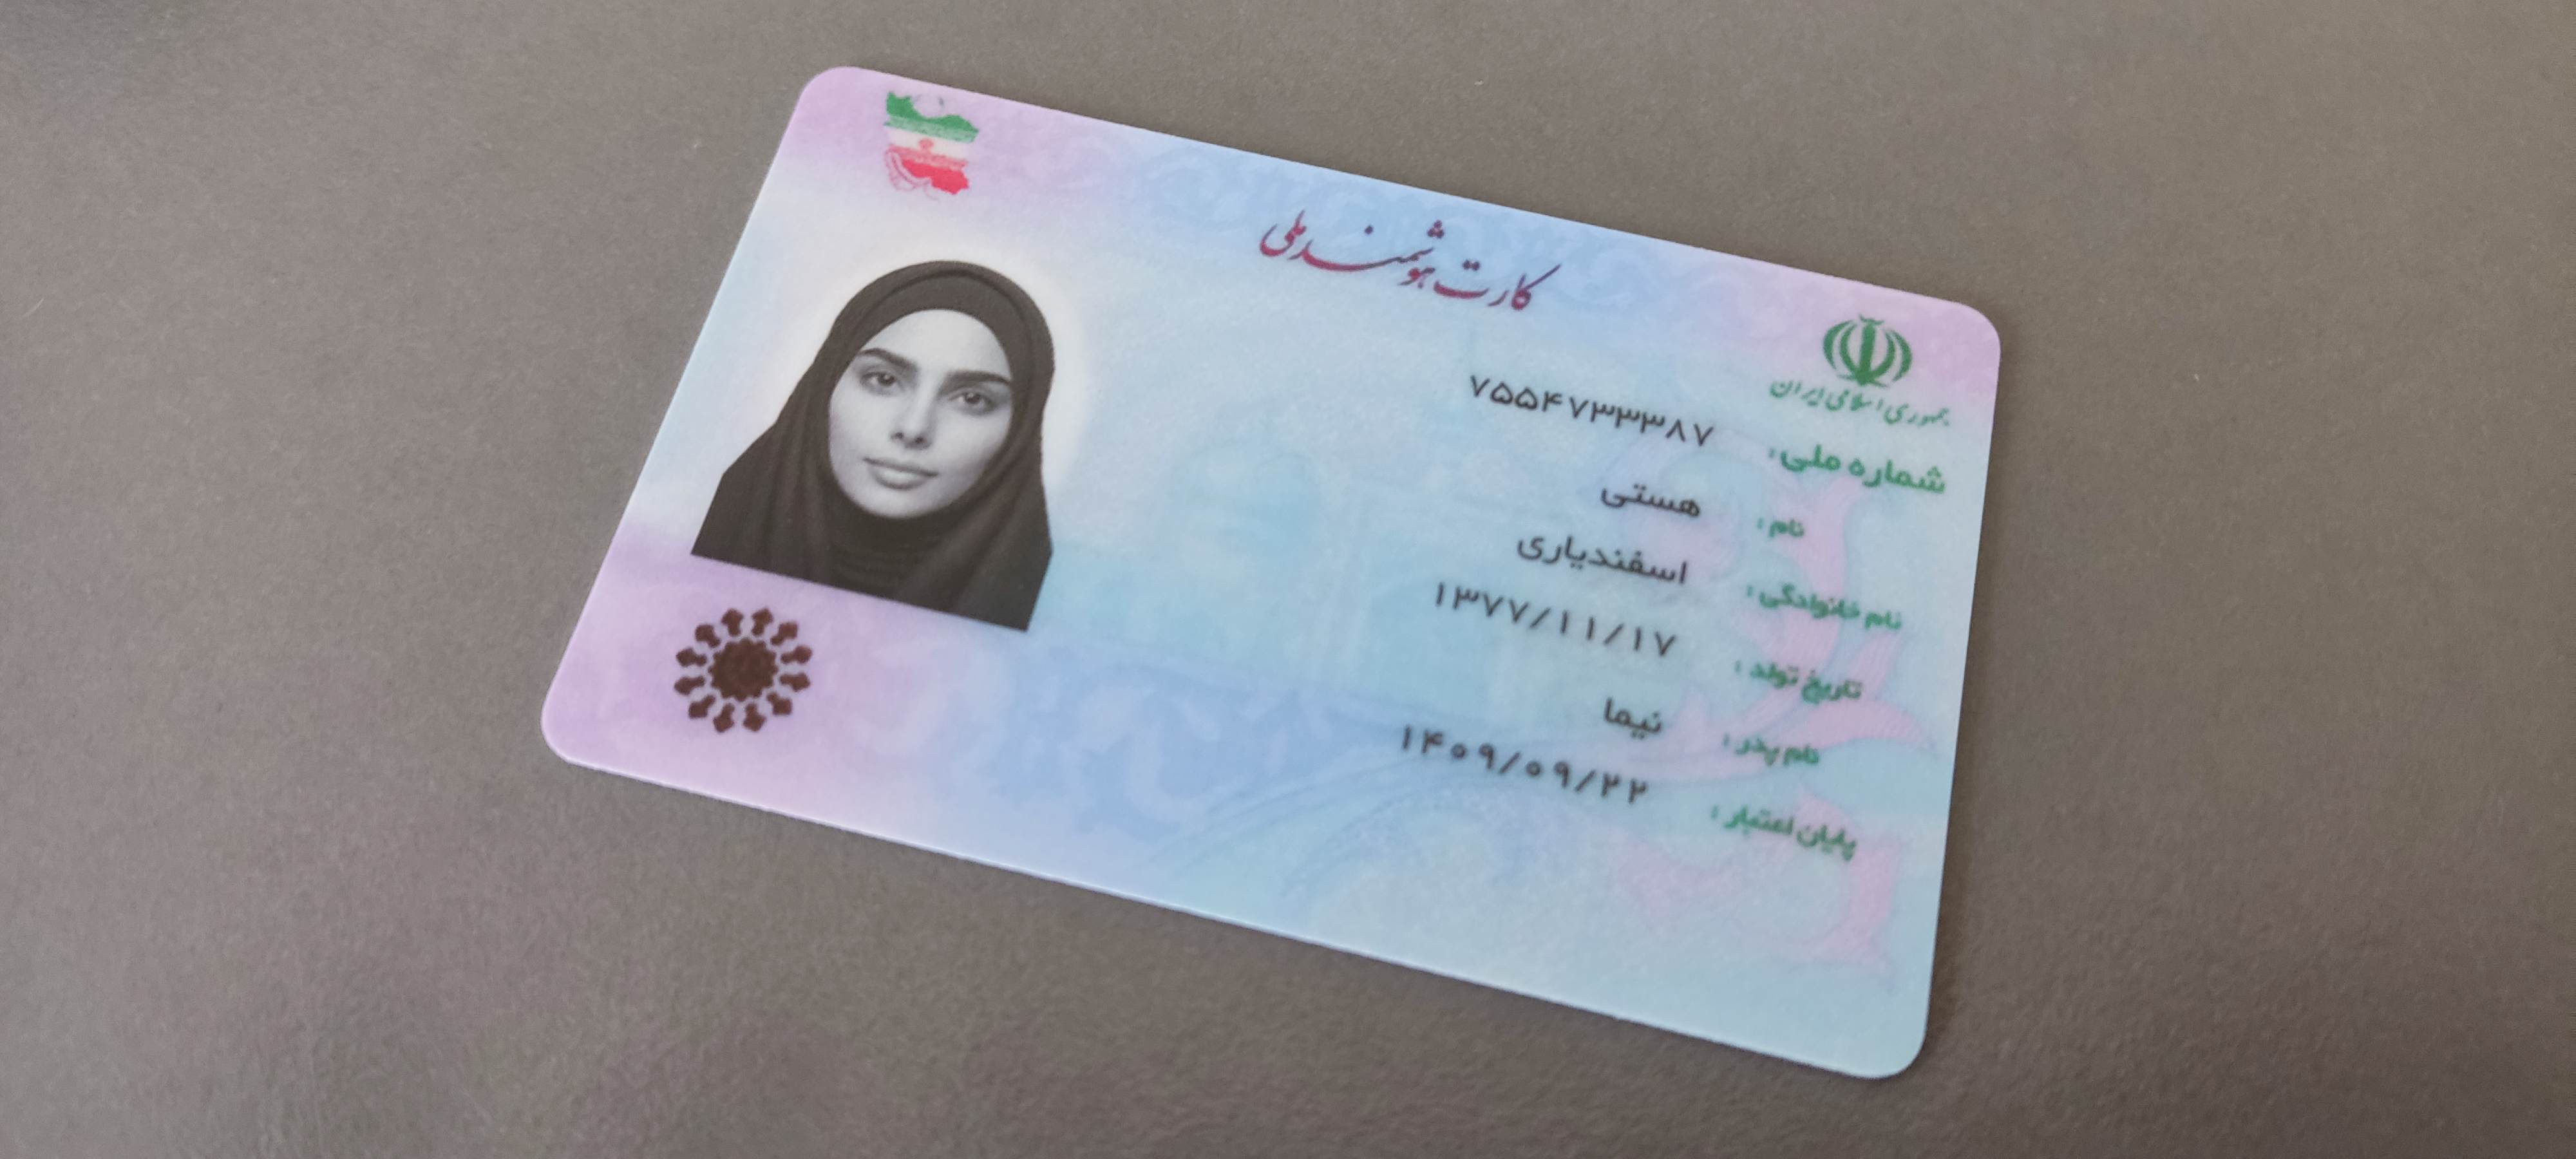 کارت هوشمند ملی
جمهوری اسلامی ایران
شماره ملی: ۷۵۵۴۷۳۳۳۸۷
نام : هستی
نام خانوادگی : اسفندیاری
تاریخ تولد : ۱۳۷۷/۱۱/۱۷
نام پدر : نیما
پایان اعتبار : ۱۴۰۹/۰۹/۲۲